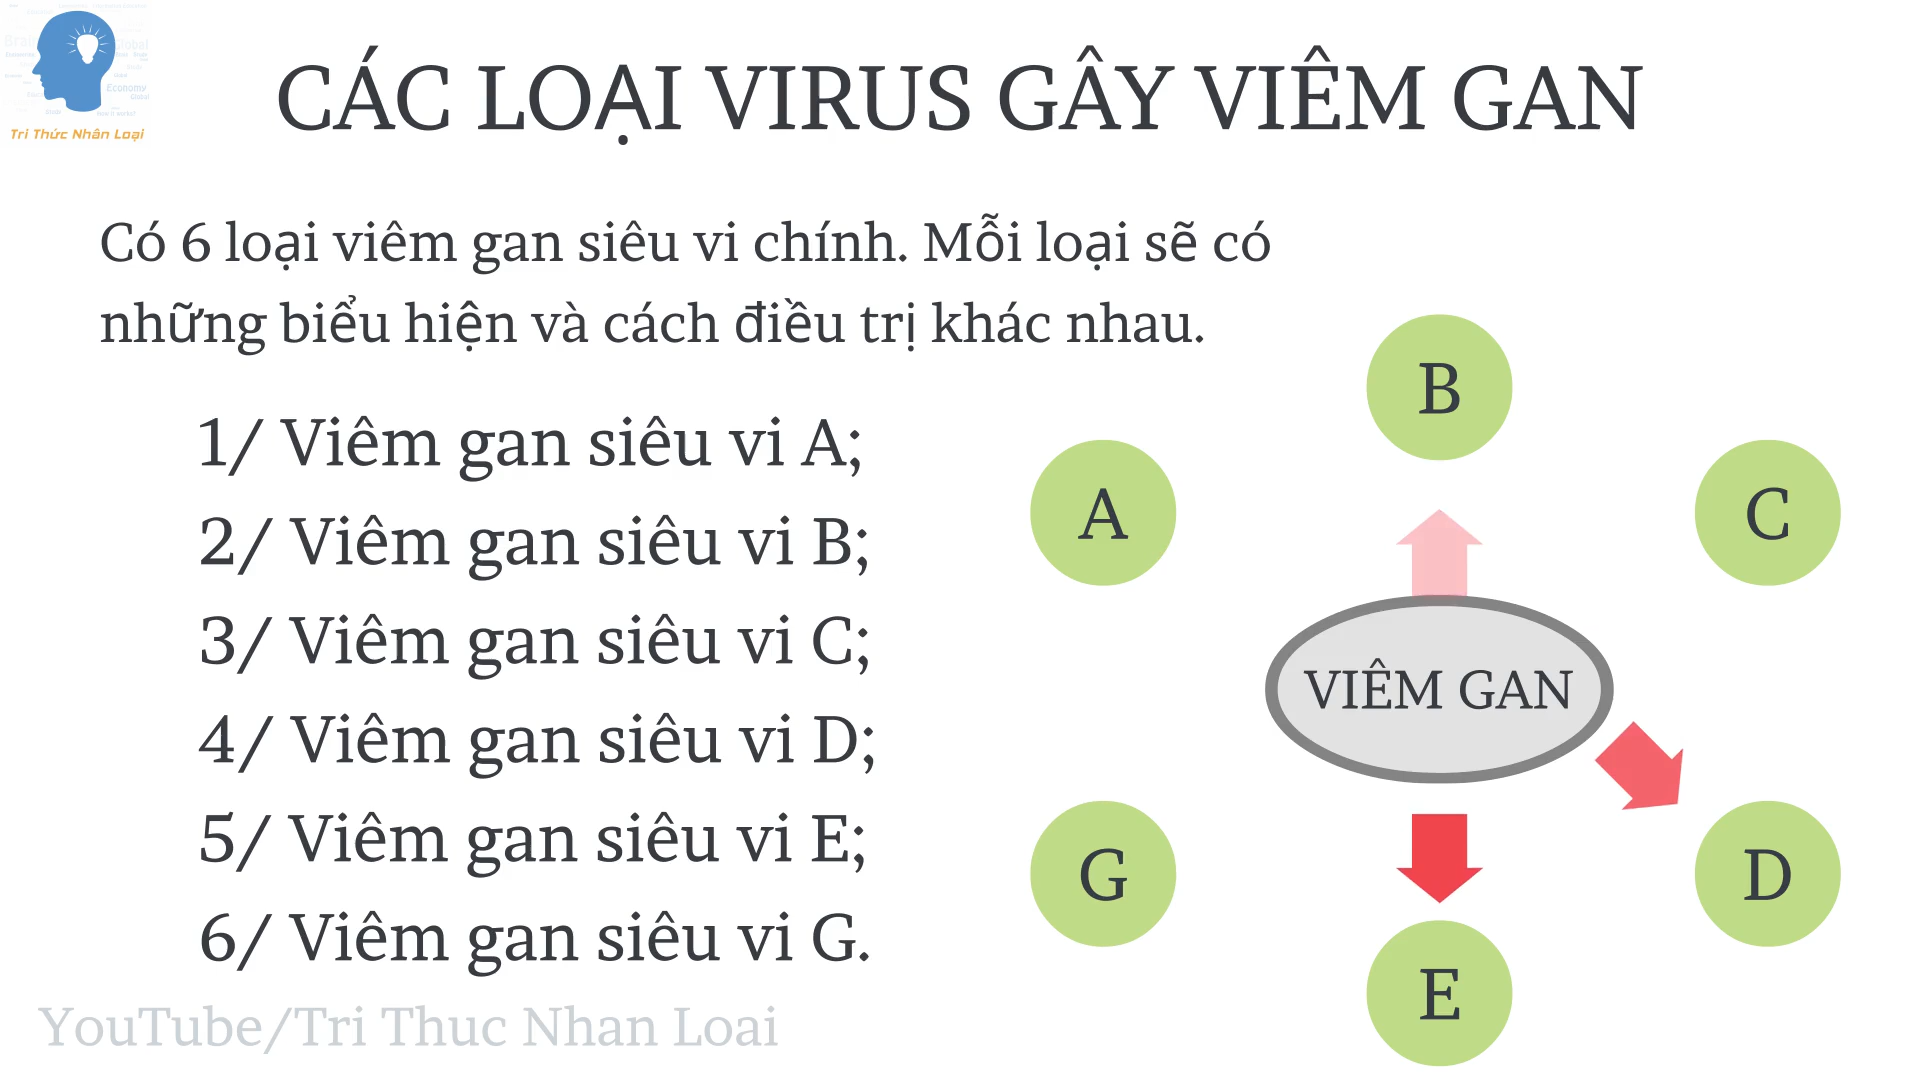 Tri Thức Nhân Loại
CÁC LOẠI VIRUS GÂY VIÊM GAN
Có 6 loại viêm gan siêu vi chính. Mỗi loại sẽ có
những biểu hiện và cách điều trị khác nhau.
1/ Viêm gan siêu vi A;
2/ Viêm gan siêu vi B;
3/ Viêm gan siêu vi C;
4/ Viêm gan siêu vi D;
5/ Viêm gan siêu vi E;
6/ Viêm gan siêu vi G.
B
A
C
VIÊM GAN
G
D
E
YouTube/Tri Thuc Nhan Loai